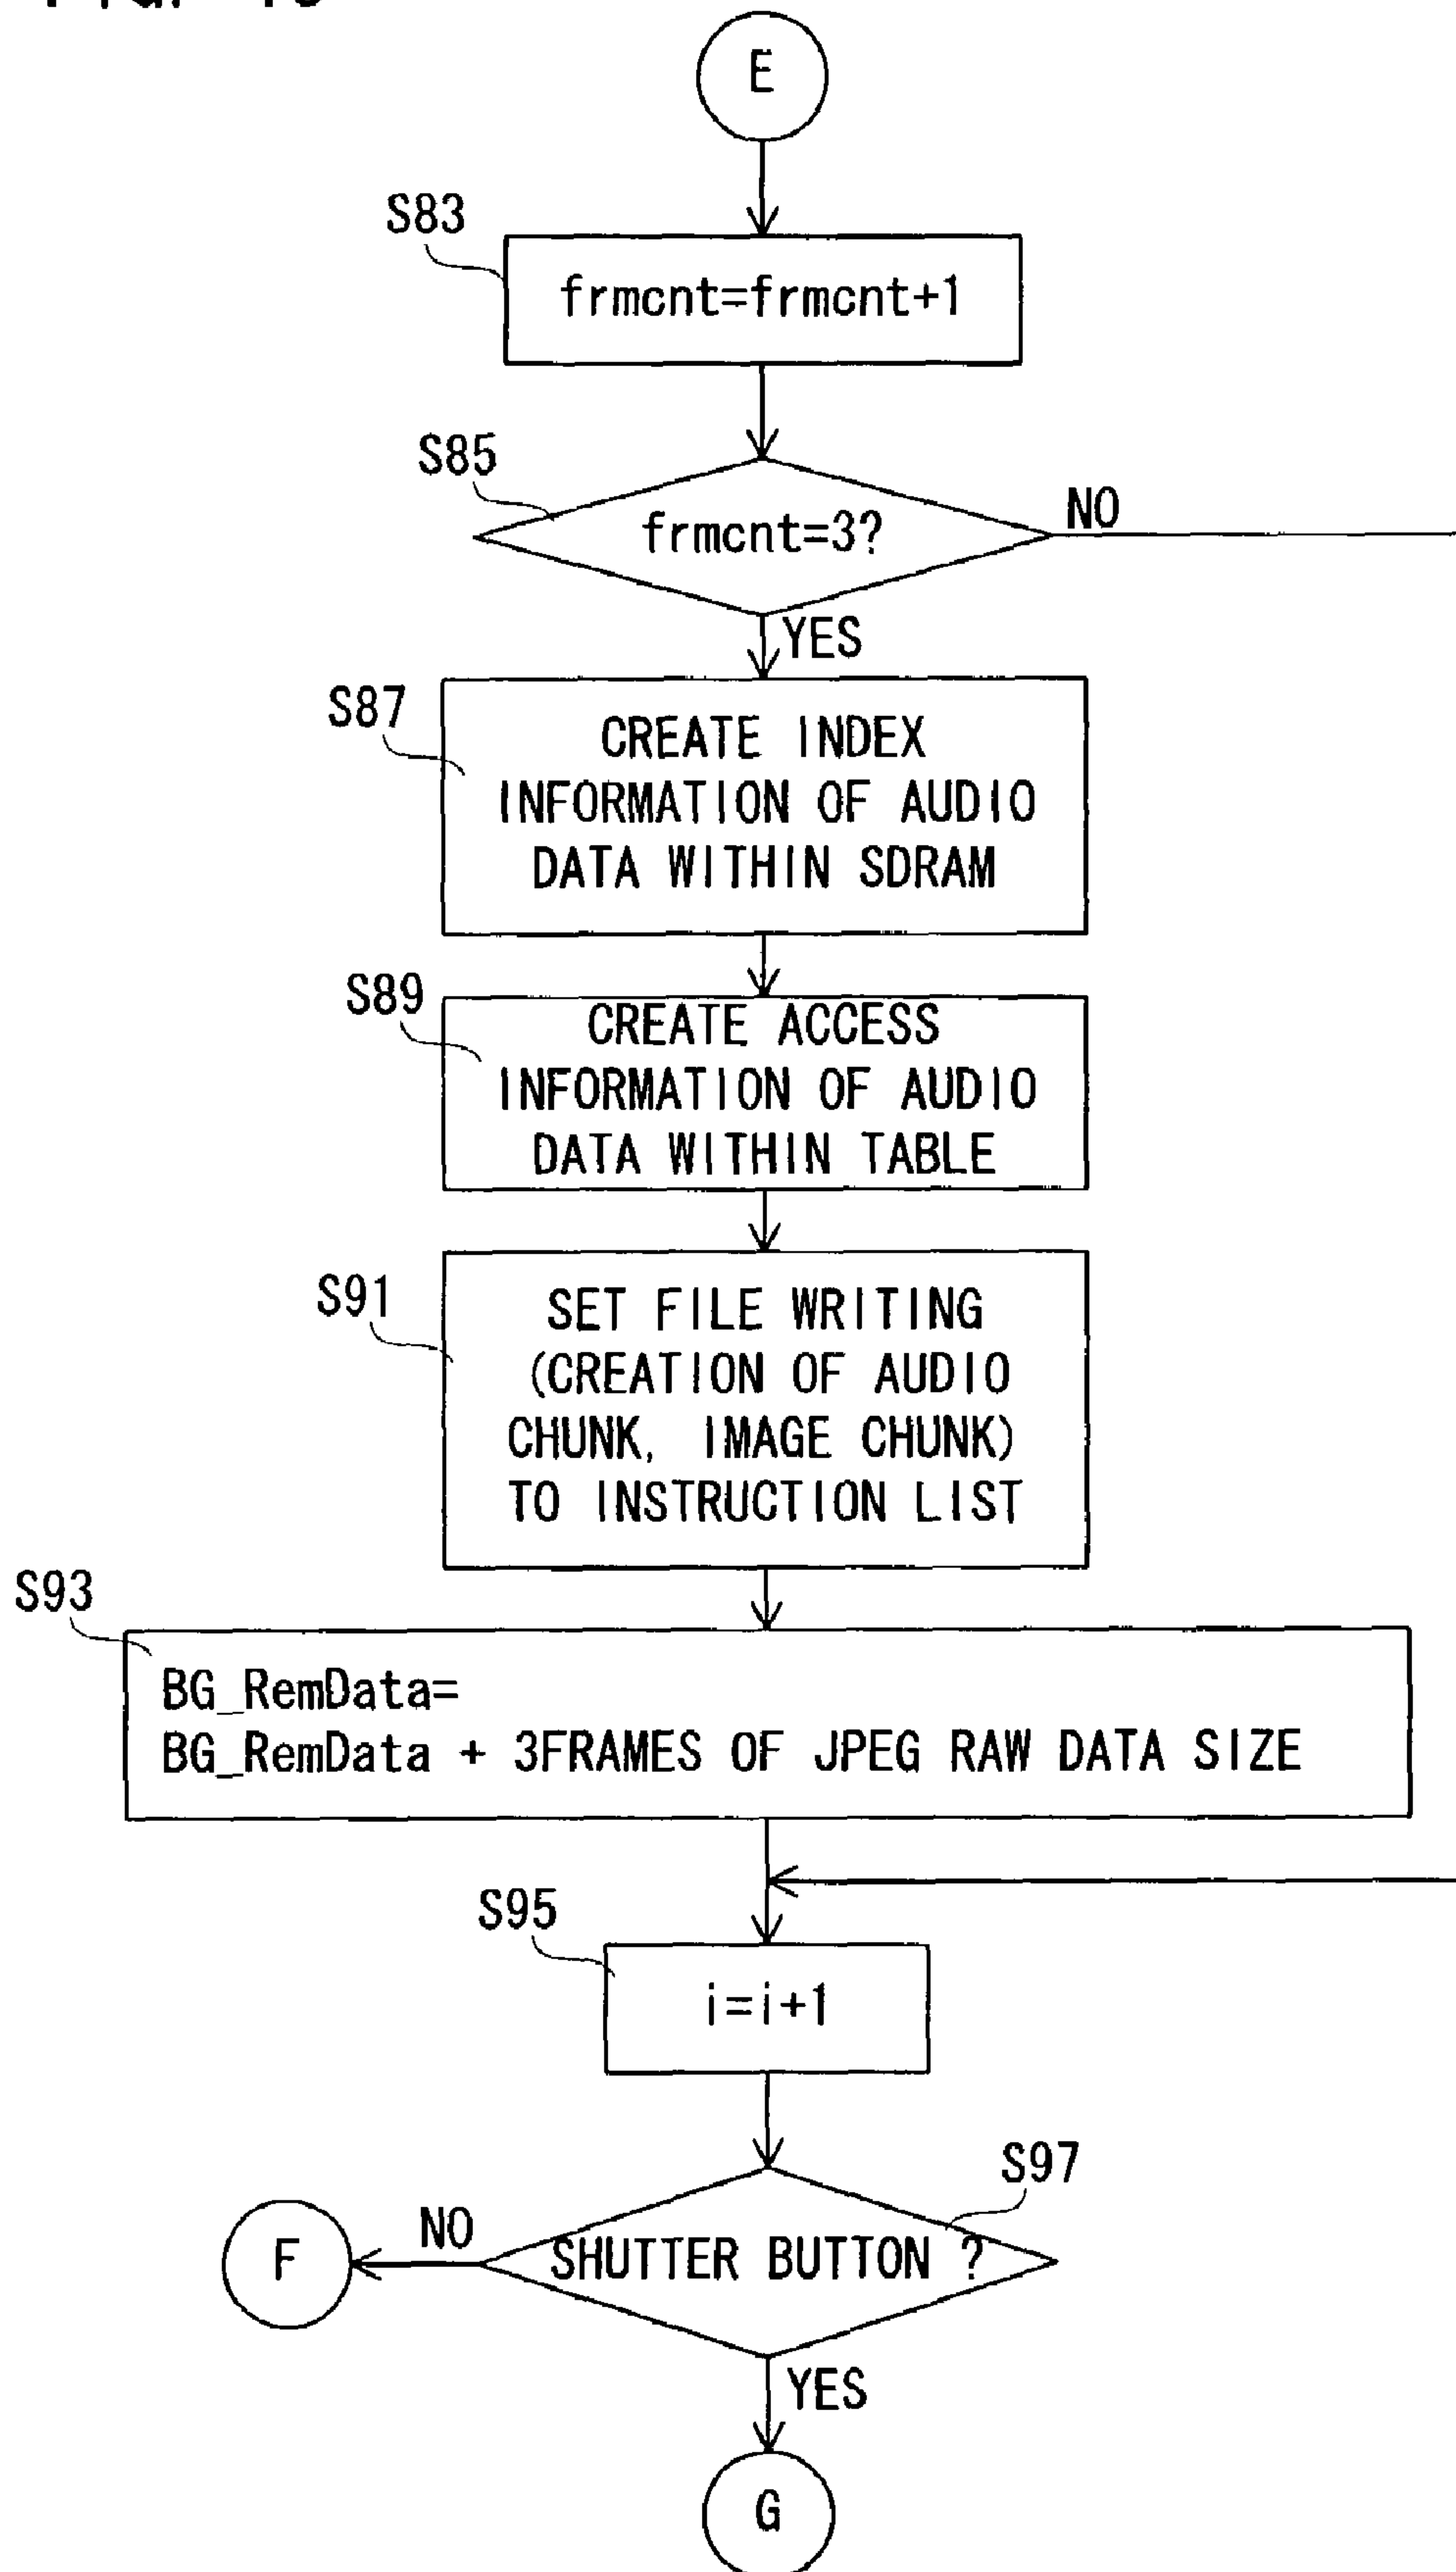 E
S83
frmcnt=frmcnt+1
S85
frmcnt=3?
NO
YES
S87
CREATE INDEX
INFORMATION OF AUDIO
DATA WITHIN SDRAM
S89
CREATE ACCESS
INFORMATION OF AUDIO
DATA WITHIN TABLE
S91
SET FILE WRITING
(CREATION OF AUDIO
CHUNK, IMAGE CHUNK)
TO INSTRUCTION LIST
S93
BG_RemData=
BG_RemData + 3FRAMES OF JPEG RAW DATA SIZE
S95
i=i+1
S97
SHUTTER BUTTON ?
NO
F
YES
G